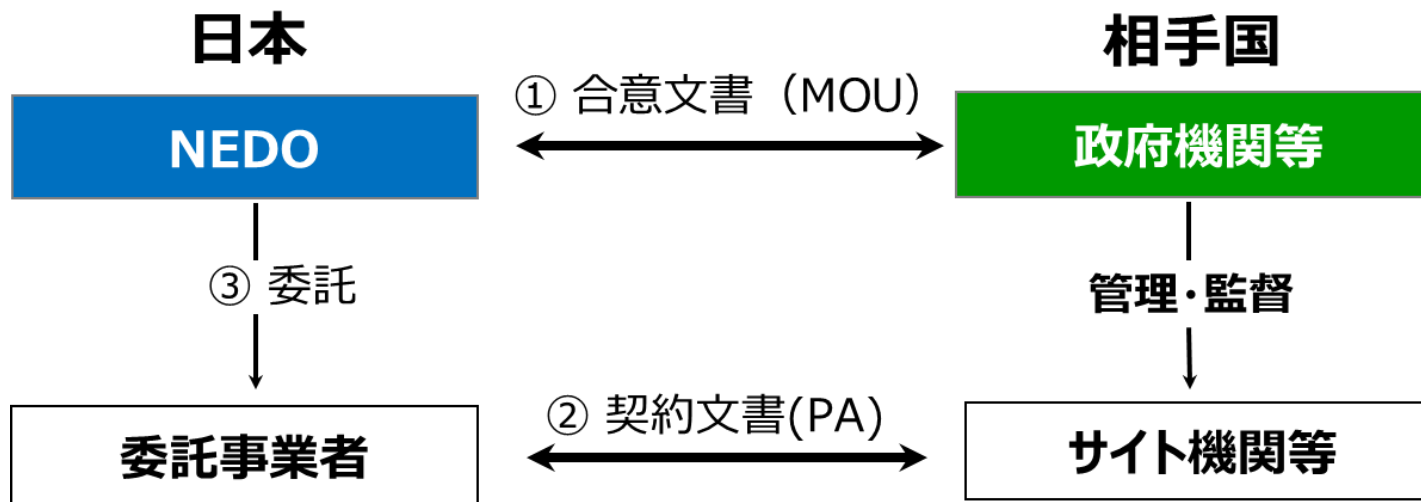 日本
相手国
① 合意文書（MOU）
NEDO
政府機関等
③ 委託
管理・監督
② 契約文書(PA)
委託事業者
サイト機関等